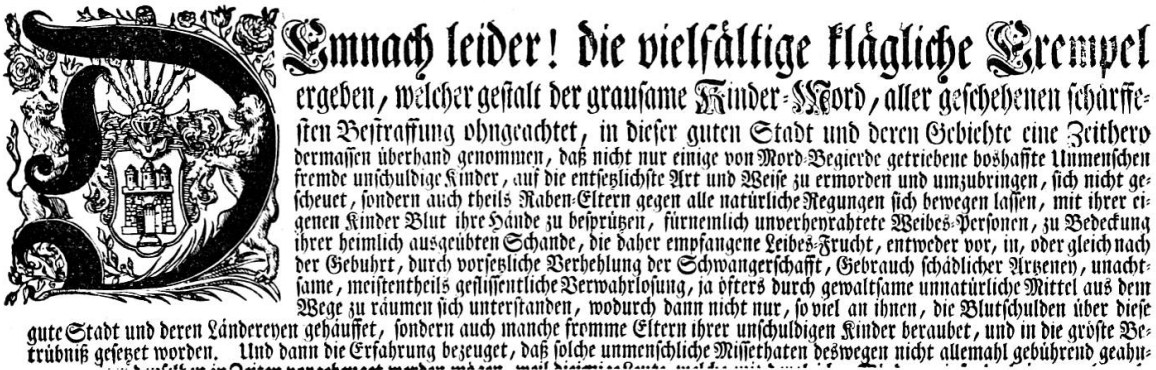 DEmnach leider! die vielfältige klägliche Exempel
ergeben, welcher gestalt der grausame Kinder-Mord, aller geschehenen schärffe-
sten Bestraffung ohngeachtet, in dieser guten Stadt und deren Gebiehte eine Zeithero
dermassen überhand genommen, daß nicht nur einige von Mord-Begierde getriebene boshaffte Unmenschen
fremde unschuldige Kinder, auf die entsetzlichste Art und Weise zu ermorden und umzubringen, sich nicht ge-
scheuet, sondern auch theils Raben-Eltern gegen alle natürliche Regungen sich bewegen lassen, mit ihrer ei-
genen Kinder Blut ihre Hände zu besprützen, fürnemlich unverheyrahtete Weibes-Personen, zu Bedeckung
ihrer heimlich ausgeübten Schande, die daher empfangene Leibes-Frucht, entweder vor, in, oder gleich nach
der Gebuhrt, durch vorsetzliche Verhehlung der Schwangerschafft, Gebrauch schädlicher Artzeney, unacht-
same, meistentheils geflissentliche Verwahrlosung, ja öfters durch gewaltsame unnatürliche Mittel aus dem
Wege zu räumen sich unterstanden, wodurch dann nicht nur, so viel an ihnen, die Blutschulden über diese
gute Stadt und deren Ländereyen gehäuffet, sondern auch manche fromme Eltern ihrer unschuldigen Kinder beraubet, und in die gröste Be-
trübniß gesetzet worden. Und dann die Erfahrung bezeuget, daß solche unmenschliche Missethaten deswegen nicht allemahl gebührend geahn-